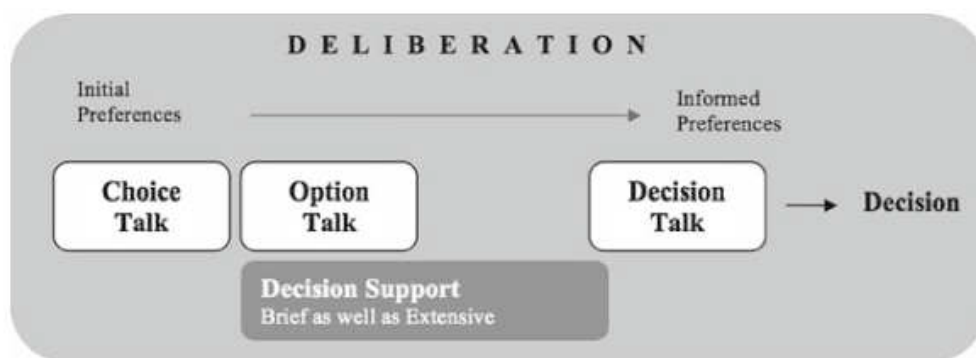 DELIBERATION
Initial
Preferences
Informed
Preferences
Choice
Talk
Option
Talk
Decision
Talk
Decision
Decision Support
Brief as well as Extensive